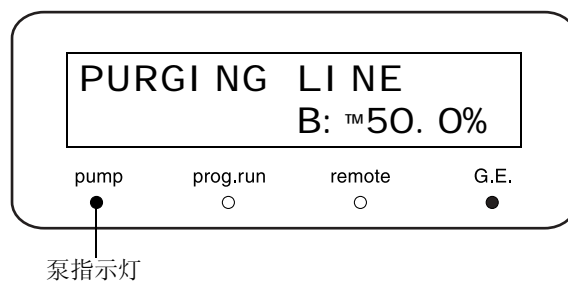 PURGING LINE
B: ™50.0%
pump prog.run remote G.E.
泵指示灯